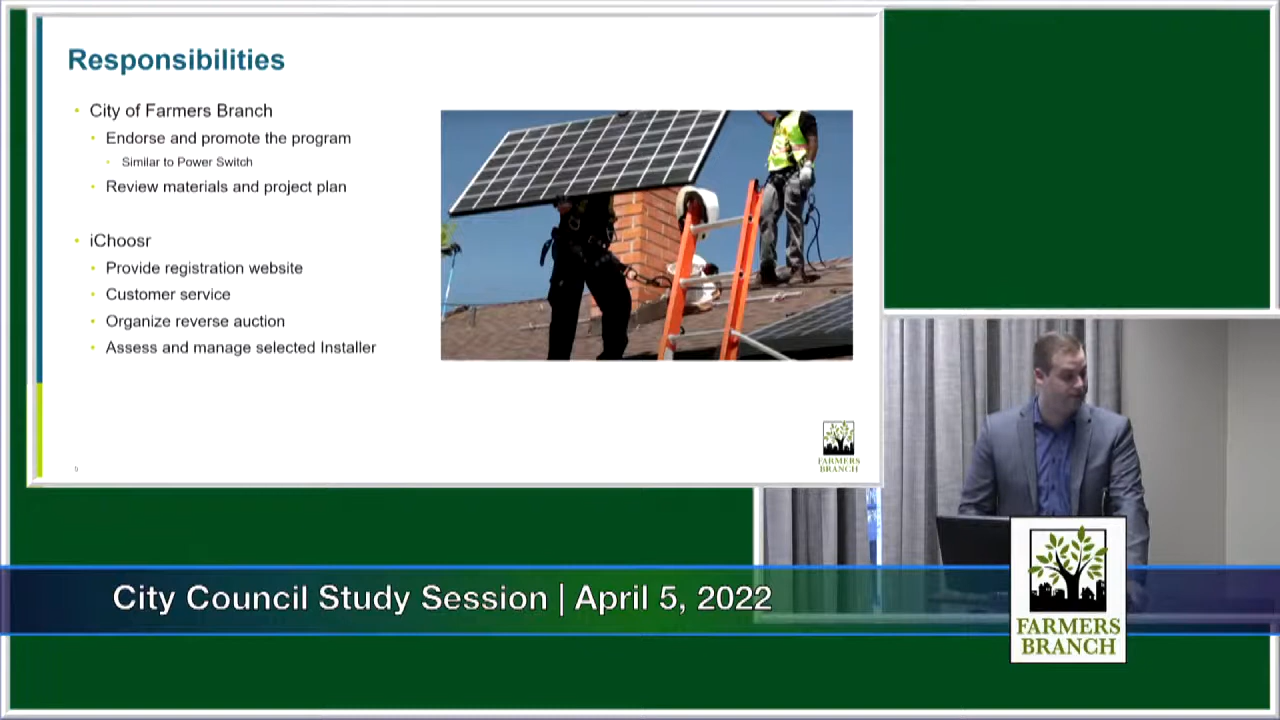 Responsibilities
City of Farmers Branch
Endorse and promote the program
Similar to Power Switch
Review materials and project plan
iChoosr
Provide registration website
Customer service
Organize reverse auction
Assess and manage selected Installer
FARMERS
BRANCH
City Council Study Session | April 5, 2022
FARMERS
BRANCH